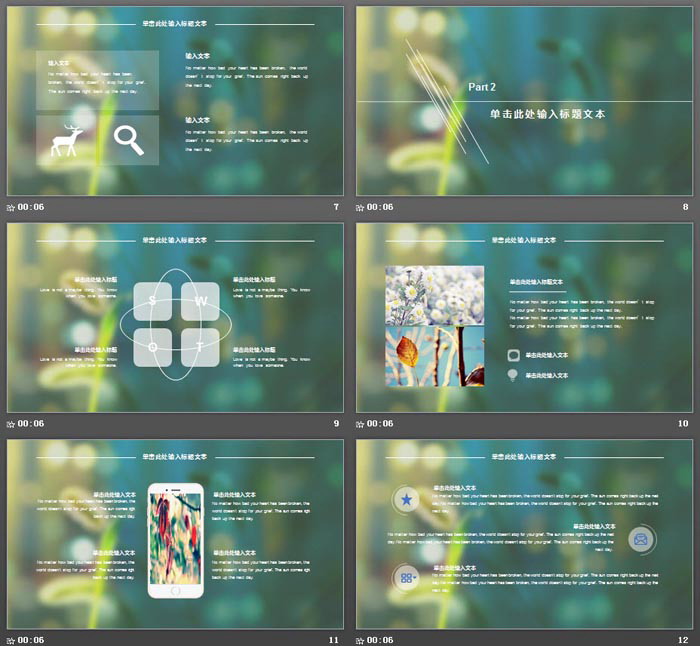 单击此处输入标题文本
输入文本
No matter how bad your heart has been
broken, the world doesn't stop for your grief.
The sun comes right back up the next day.
输入文本
No matter how bad your heart has been broken, the world
doesn't stop for your grief. The sun comes right back up
the next day.
输入文本
No matter how bad your heart has been broken, the world
doesn't stop for your grief. The sun comes right back up
the next day.
00:06
7
Part 2
单击此处输入标题文本
00:06
8
单击此处输入标题文本
单击此处输入标题
Love is not a maybe thing. You know
when you love someone.
单击此处输入标题
Love is not a maybe thing. You know
when you love someone.
S W
O T
单击此处输入标题
Love is not a maybe thing. You know
when you love someone.
单击此处输入标题
Love is not a maybe thing. You know
when you love someone.
00:06
9
单击此处输入标题文本
单击此处输入标题文本
No matter how bad your heart has been broken, the world doesn't stop
for your grief. The sun comes right back up the next day.
No matter how bad your heart has been broken, the world doesn't stop
for your grief. The sun comes right back up the next day.
单击此处输入文本
单击此处输入文本
00:06
10
单击此处输入标题文本
单击此处输入文本
No matter how bad your heart has been broken, the
world doesn't stop for your grief. The sun comes right
back up the next day.
单击此处输入文本
No matter how bad your heart has been broken, the
world doesn't stop for your grief. The sun comes right
back up the next day.
单击此处输入文本
No matter how bad your heart has been broken, the
world doesn't stop for your grief. The sun comes right
back up the next day.
单击此处输入文本
No matter how bad your heart has been broken, the
world doesn't stop for your grief. The sun comes right
back up the next day.
00:06
11
单击此处输入标题文本
单击此处输入文本
No matter how bad your heart has been broken, the world doesn't stop for your grief. The sun comes right back up the next
day. No matter how bad your heart has been broken, the world doesn't stop for your grief. The sun comes right back up the
next day.
单击此处输入文本
No matter how bad your heart has been broken, the world doesn't stop for your grief. The sun comes right back up the next
day. No matter how bad your heart has been broken, the world doesn't stop for your grief. The sun comes right back up the
next day.
单击此处输入文本
No matter how bad your heart has been broken, the world doesn't stop for your grief. The sun comes right back up the next
day. No matter how bad your heart has been broken, the world doesn't stop for your grief. The sun comes right back up the
next day.
00:06
12